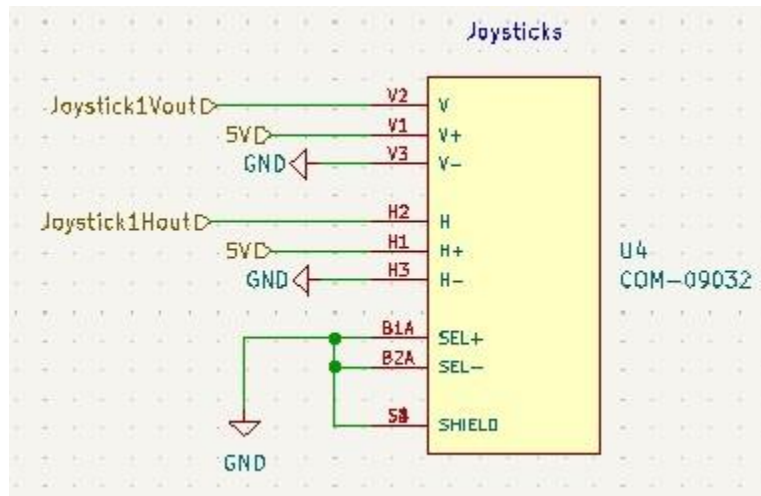 Joysticks
Joystick1Vout V2 V
5V V1 V+
GND V3 V-
Joystick1Hout H2 H
5V H1 H+
GND H3 H-
U4
COM-09032
B1A SEL+
B2A SEL-
SHIELD
GND